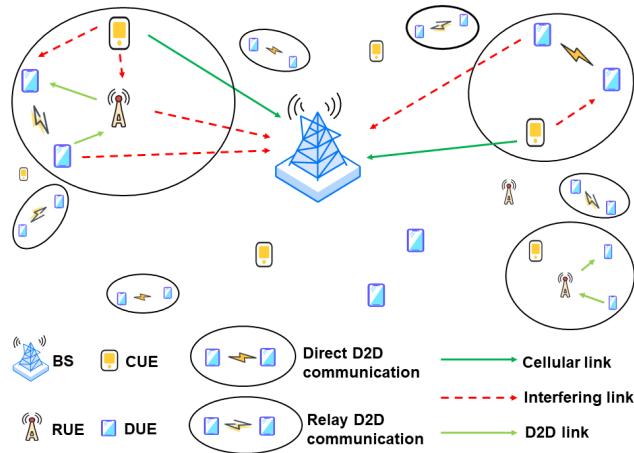 BS
CUE
Direct D2D
communication
Cellular link
Interfering link
RUE
DUE
Relay D2D
communication
D2D link